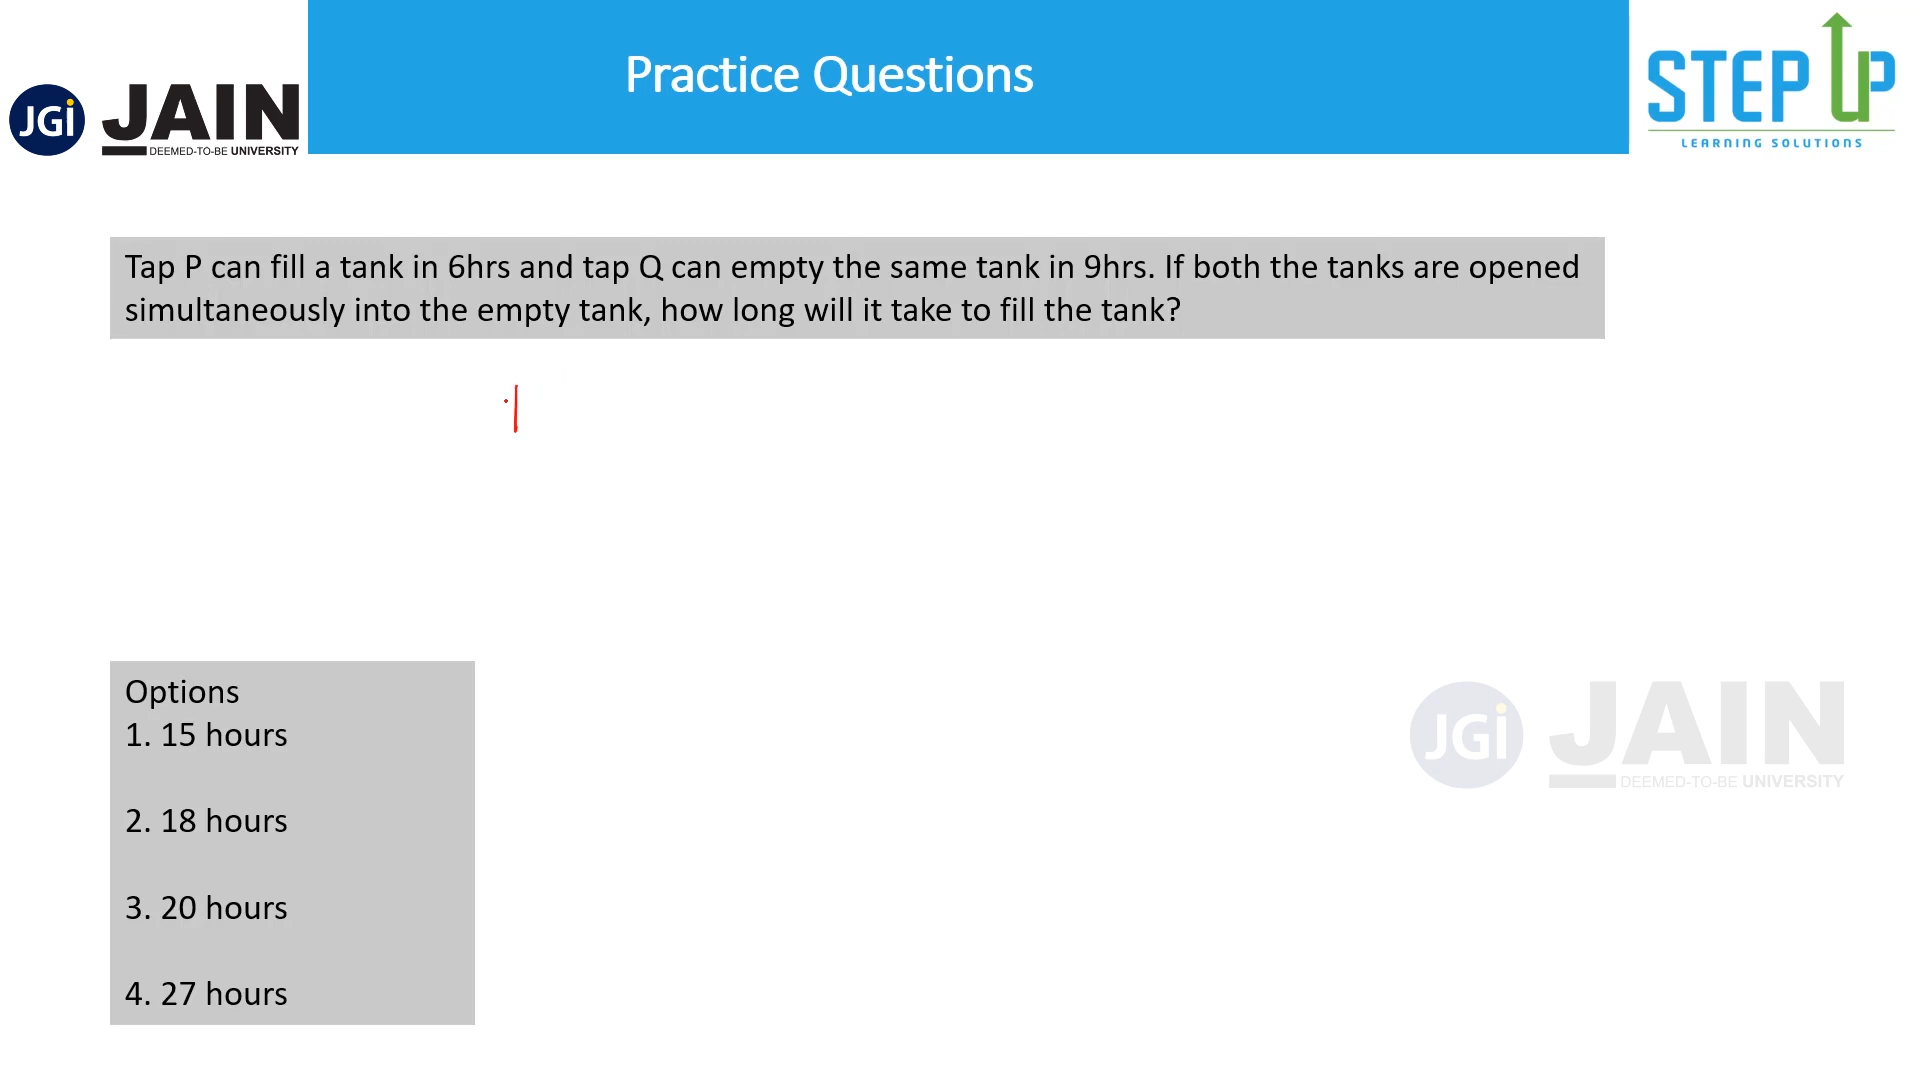 Practice Questions
JGi JAIN
DEEMED-TO-BE UNIVERSITY
STEP UP
LEARNING SOLUTIONS
Tap P can fill a tank in 6hrs and tap Q can empty the same tank in 9hrs. If both the tanks are opened
simultaneously into the empty tank, how long will it take to fill the tank?
Options
1. 15 hours
2. 18 hours
3. 20 hours
4. 27 hours
JGi JAIN
DEEMED-TO-BE UNIVERSITY